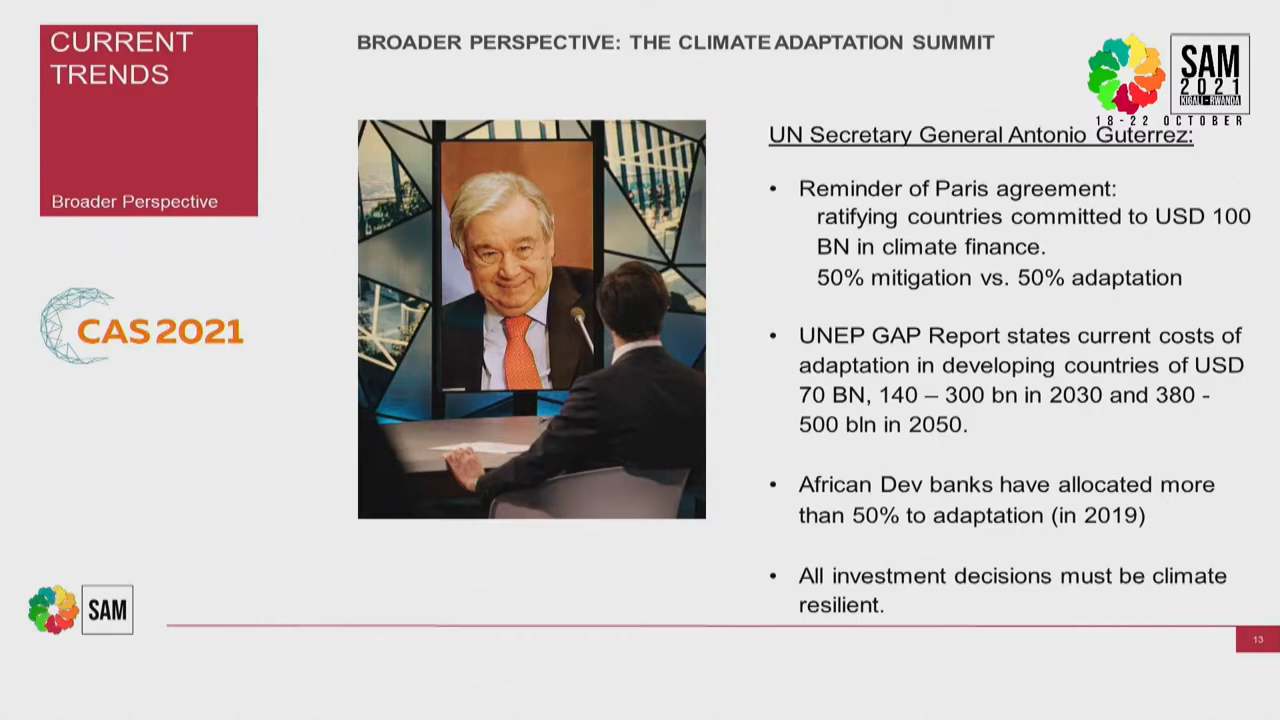 CURRENT
TRENDS
Broader Perspective
BROADER PERSPECTIVE: THE CLIMATE ADAPTATION SUMMIT
SAM
2021
KIGALI - RWANDA
18-22 OCTOBER
CAS 2021
UN Secretary General Antonio Guterrez:
• Reminder of Paris agreement:
ratifying countries committed to USD 100
BN in climate finance.
50% mitigation vs. 50% adaptation
• UNEP GAP Report states current costs of
adaptation in developing countries of USD
70 BN, 140 – 300 bn in 2030 and 380 -
500 bln in 2050.
• African Dev banks have allocated more
than 50% to adaptation (in 2019)
• All investment decisions must be climate
resilient.
SAM
13